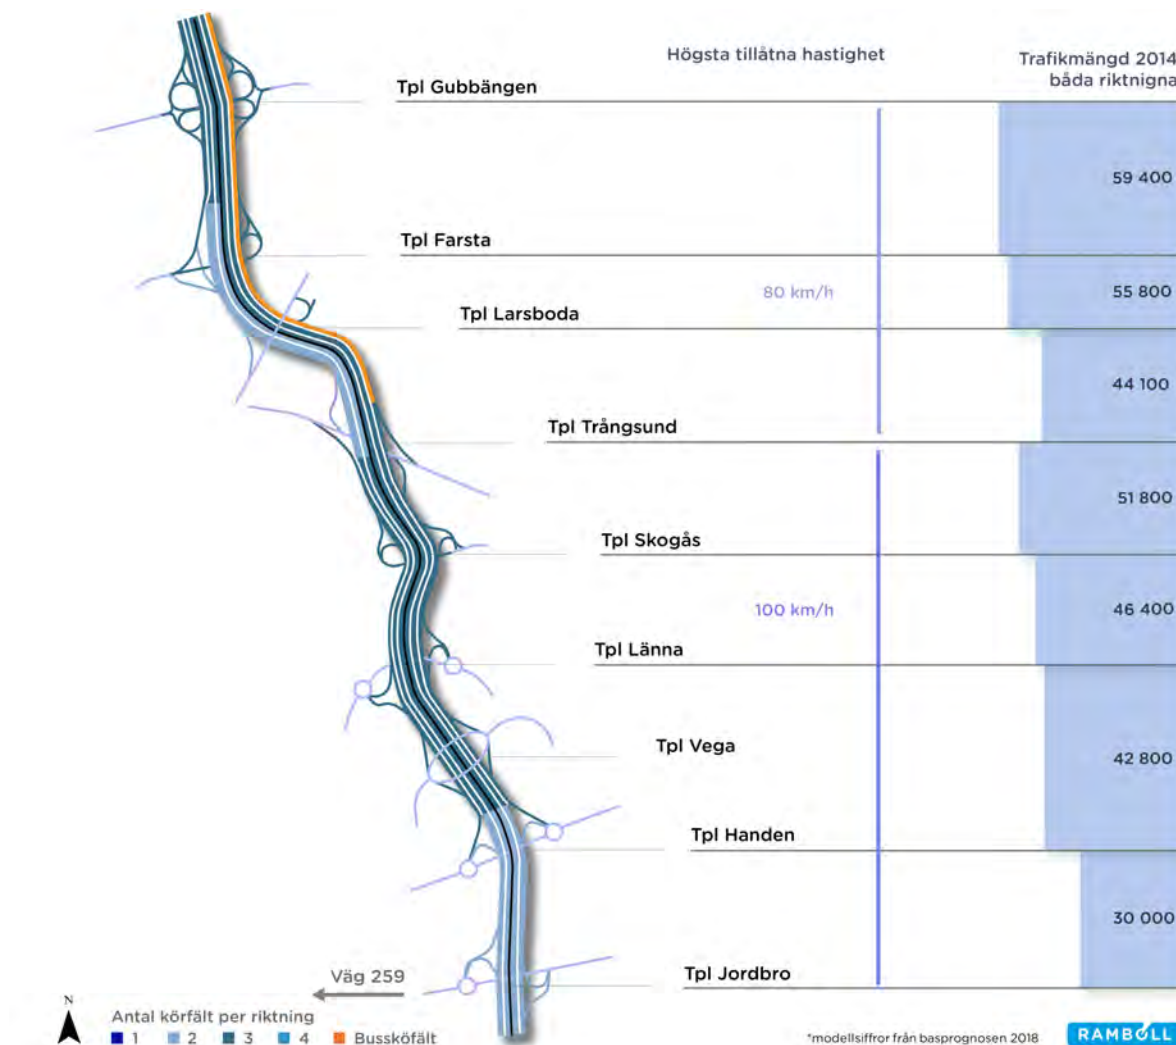 Högsta tillåtna hastighet
Trafikmängd 2014
båda riktnigna
Tpl Gubbängen
59 400
Tpl Farsta
80 km/h
55 800
Tpl Larsboda
44 100
Tpl Trångsund
51 800
Tpl Skogås
100 km/h
46 400
Tpl Länna
Tpl Vega
42 800
Tpl Handen
30 000
Tpl Jordbro
Väg 259
N
Antal körfält per riktning
1 2 3 4 Bussköfält
*modellsiffror från basprognosen 2018
RAMBOLL